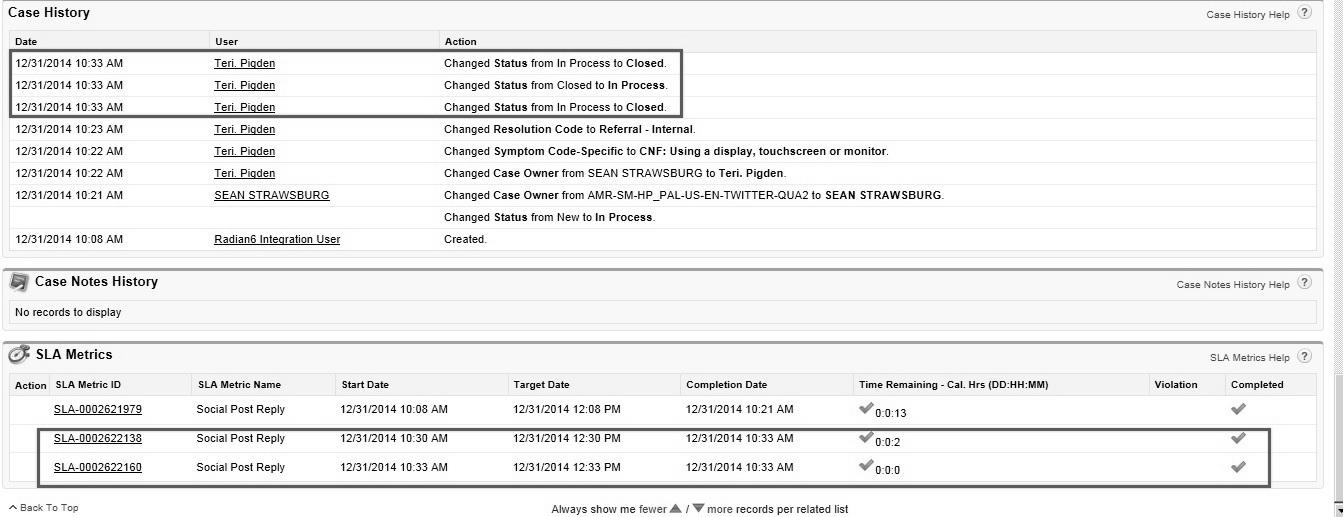 Case History
Case History Help ?
Date User Action
12/31/2014 10:33 AM Teri. Pigden Changed Status from In Process to Closed.
12/31/2014 10:33 AM Teri. Pigden Changed Status from Closed to In Process.
12/31/2014 10:33 AM Teri. Pigden Changed Status from In Process to Closed.
12/31/2014 10:23 AM Teri. Pigden Changed Resolution Code to Referral - Internal.
12/31/2014 10:22 AM Teri. Pigden Changed Symptom Code-Specific to CNF: Using a display, touchscreen or monitor.
12/31/2014 10:22 AM Teri. Pigden Changed Case Owner from SEAN STRAWSBURG to Teri. Pigden.
12/31/2014 10:21 AM SEAN STRAWSBURG Changed Case Owner from AMR-SM-HP_PAL-US-EN-TWITTER-QUA2 to SEAN STRAWSBURG.
Changed Status from New to In Process.
12/31/2014 10:08 AM Radian6 Integration User Created.
Case Notes History
Case Notes History Help ?
No records to display
SLA Metrics
SLA Metrics Help ?
Action SLA Metric ID SLA Metric Name Start Date Target Date Completion Date Time Remaining - Cal. Hrs (DD:HH:MM) Violation Completed
SLA-0002621979 Social Post Reply 12/31/2014 10:08 AM 12/31/2014 12:08 PM 12/31/2014 10:21 AM 0:0:13
SLA-0002622138 Social Post Reply 12/31/2014 10:30 AM 12/31/2014 12:30 PM 12/31/2014 10:33 AM 0:0:2
SLA-0002622160 Social Post Reply 12/31/2014 10:33 AM 12/31/2014 12:33 PM 12/31/2014 10:33 AM 0:0:0
Back To Top
Always show me fewer / more records per related list